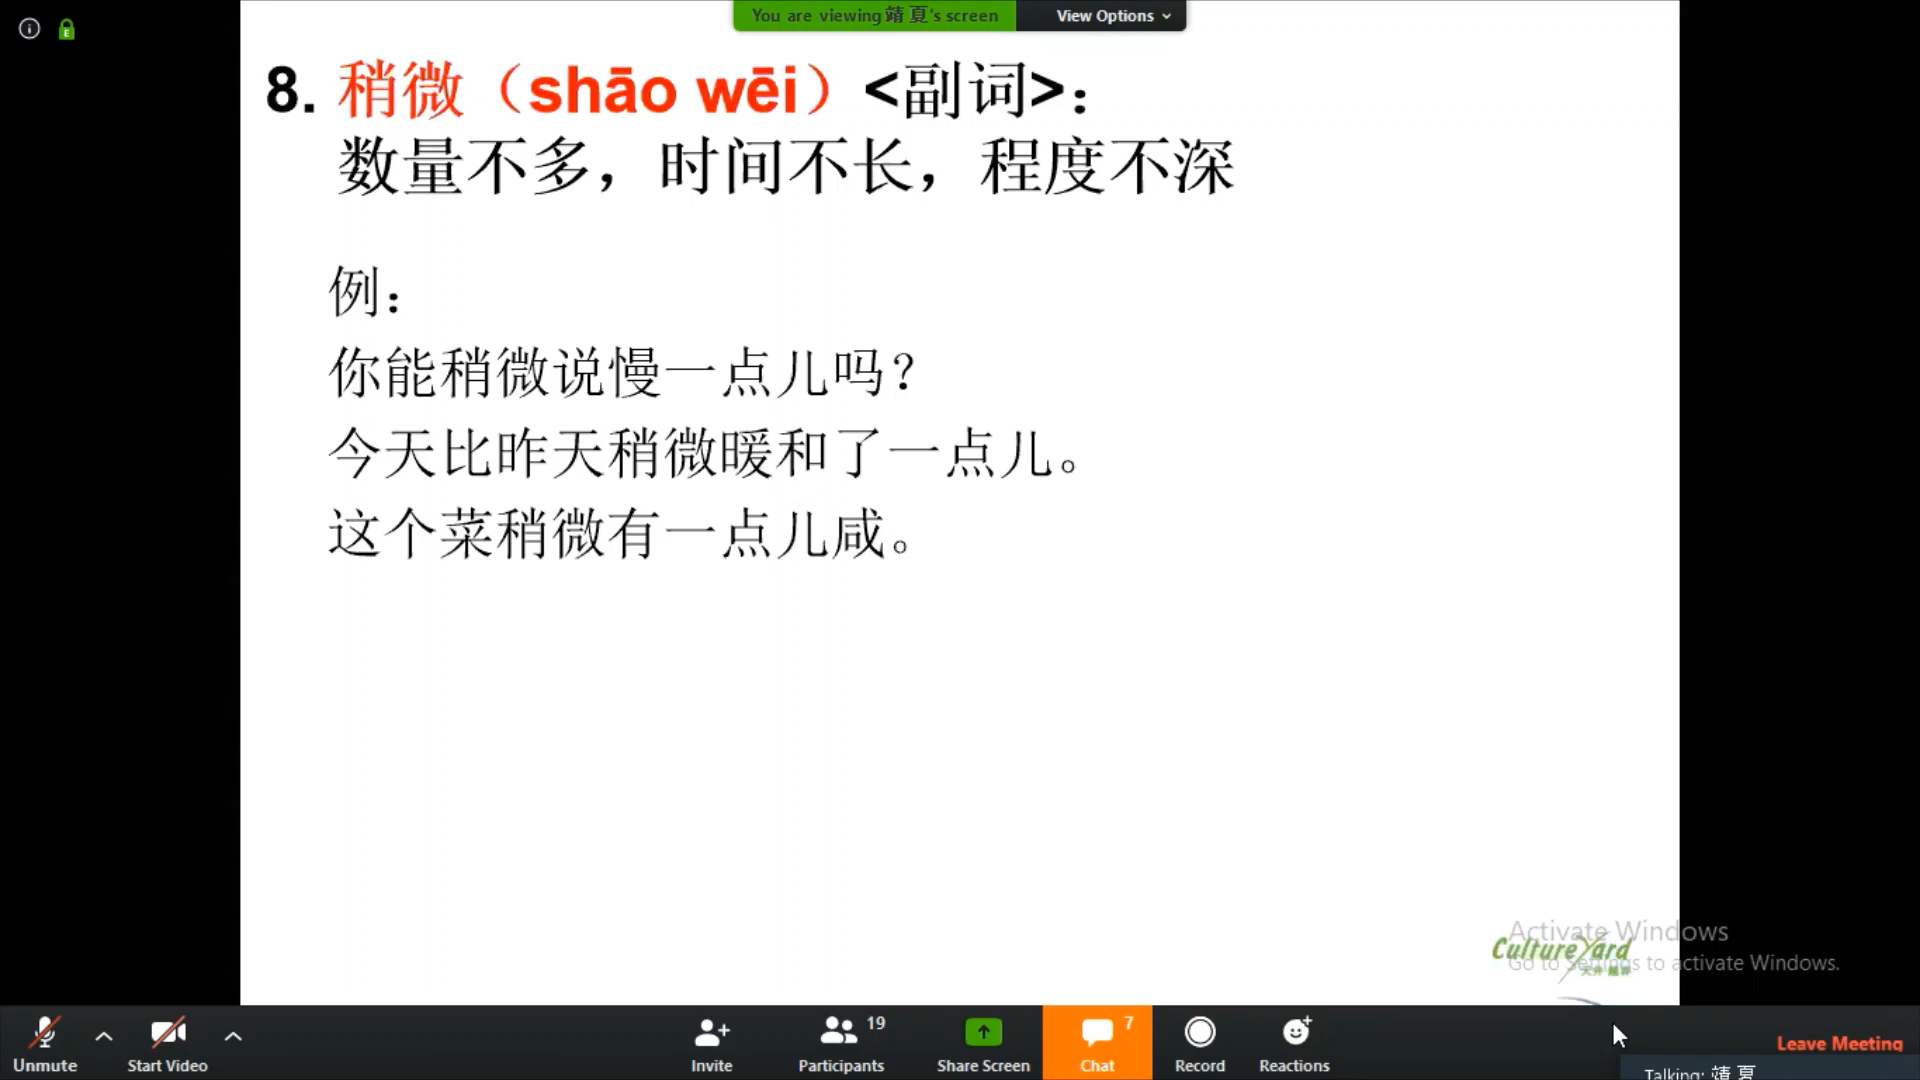 You are viewing 靖 夏's screen
View Options
8. 稍微（shāo wēi）<副词>：
数量不多，时间不长，程度不深
例：
你能稍微说慢一点儿吗？
今天比昨天稍微暖和了一点儿。
这个菜稍微有一点儿咸。
Activate Windows
CultureYard
Go to Settings to activate Windows.
Unmute
Start Video
Invite
Participants
19
Share Screen
Chat
7
Record
Reactions
Leave Meeting
Talking: 靖 夏